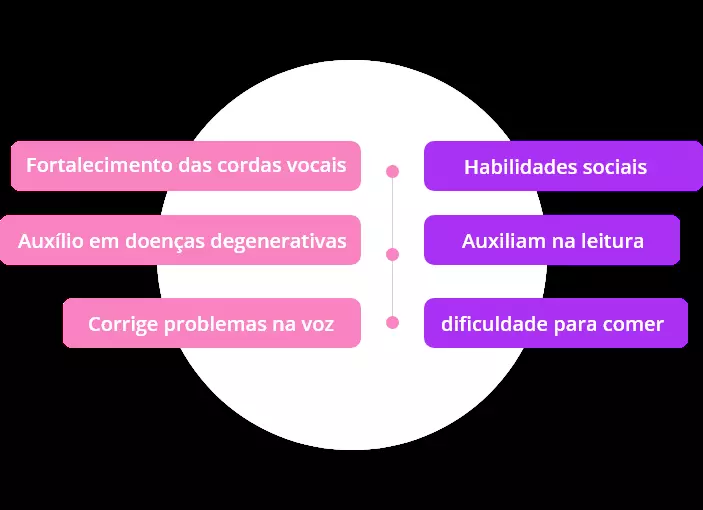 Fortalecimento das cordas vocais
Habilidades sociais
Auxílio em doenças degenerativas
Auxiliam na leitura
Corrige problemas na voz
dificuldade para comer